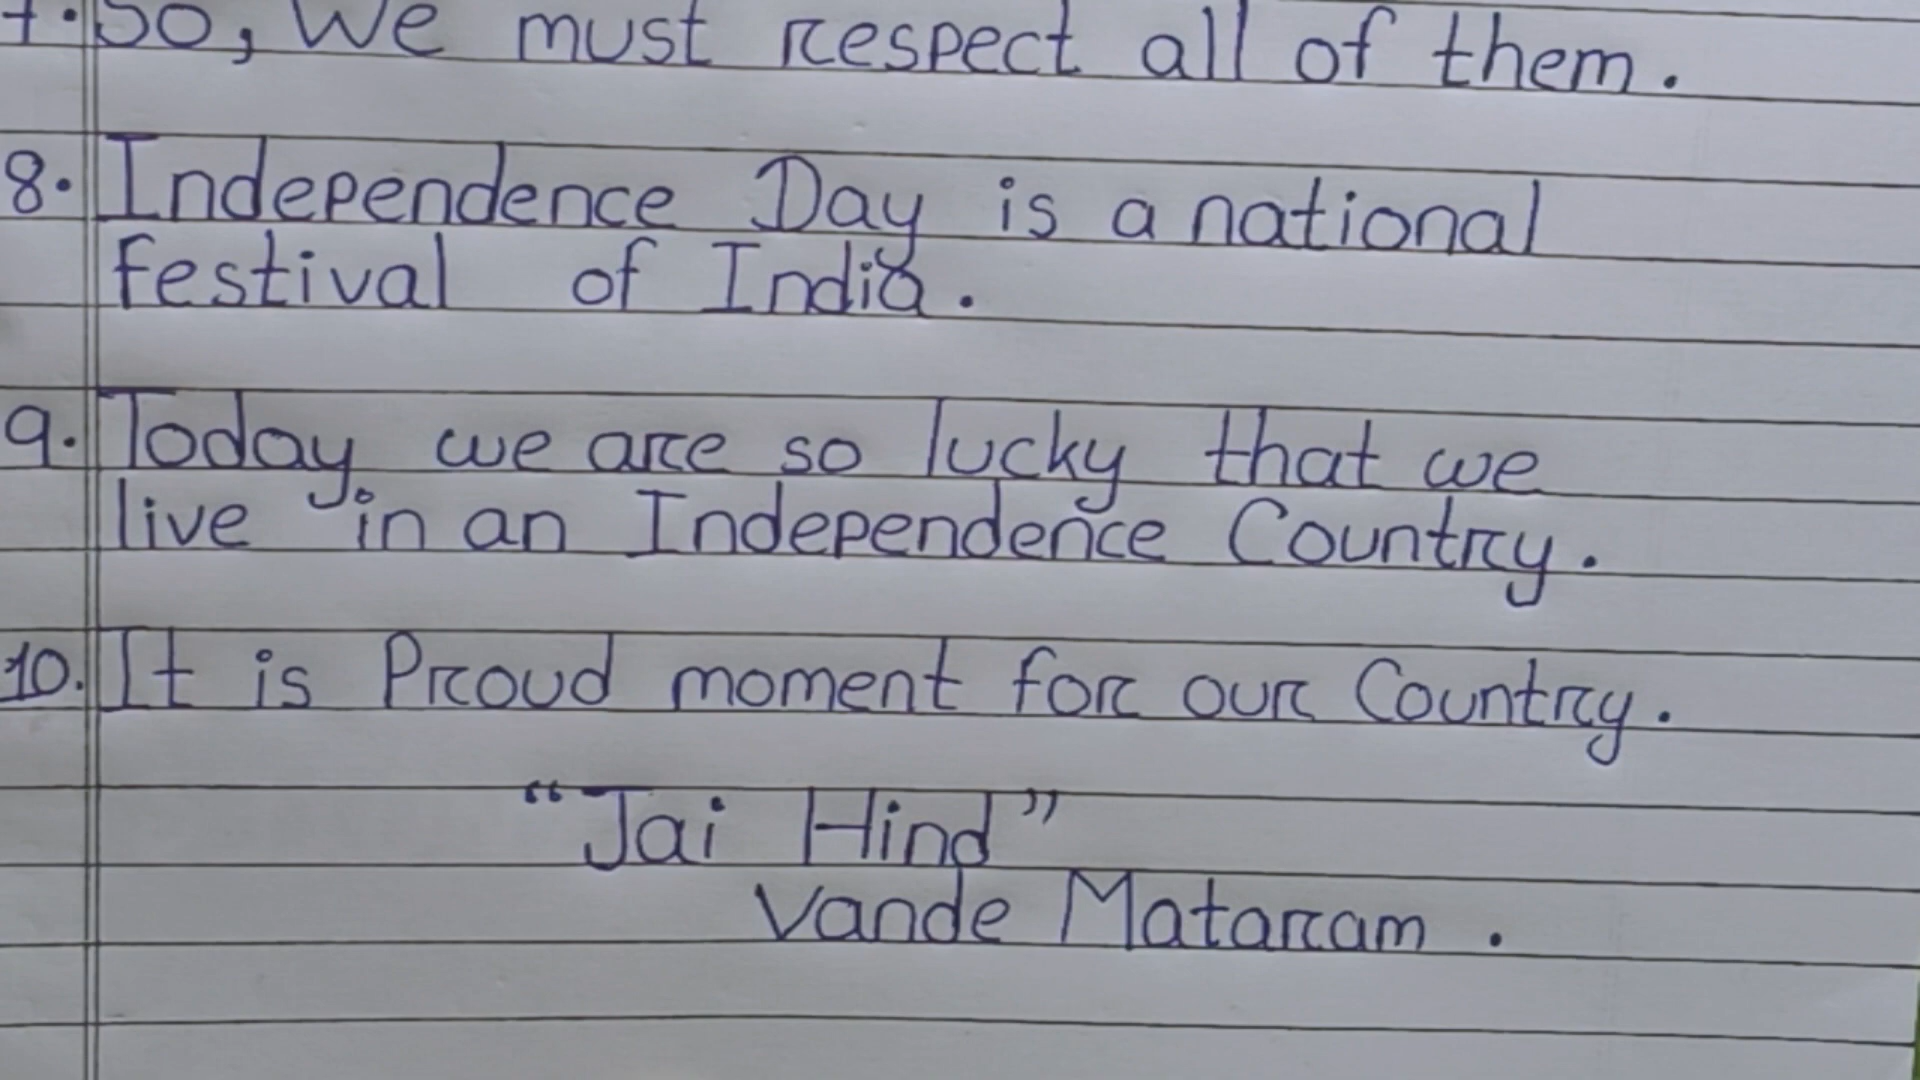 7. So, We must respect all of them.
8. Independence Day is a national
festival of India.
9. Today we are so lucky that we
live in an Independence Country.
10. It is Proud moment for our Country.
“Jai Hind”
Vande Mataram .